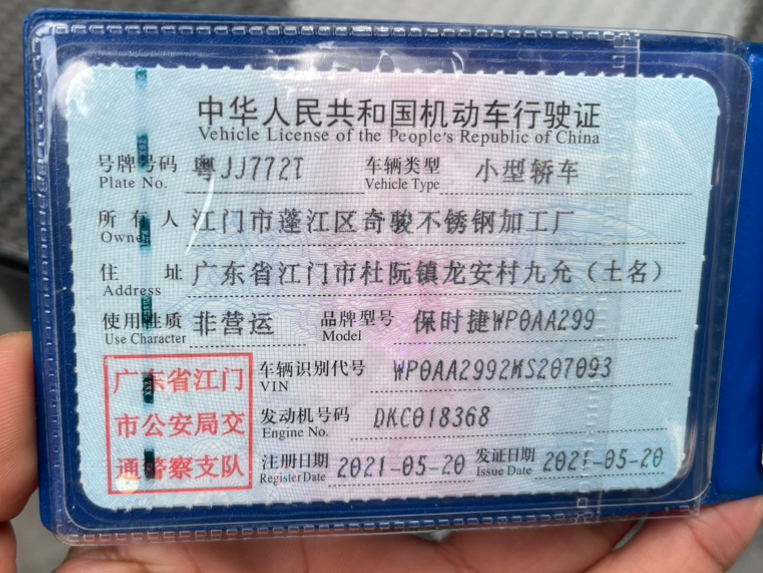 中华人民共和国机动车行驶证
Vehicle License of the People's Republic of China
号牌号码 粤JJ772T 车辆类型 小型轿车
Plate No. Vehicle Type
所有人 江门市蓬江区奇骏不锈钢加工厂
Owner
住址 广东省江门市杜阮镇龙安村九允（土名）
Address
使用性质 非营运 品牌型号 保时捷WP0AA299
Use Character Model
广东省江门
市公安局交
通警察支队
车辆识别代号 WP0AA2992MS207093
VIN
发动机号码 DKC018368
Engine No.
注册日期 2021-05-20 发证日期 2021-05-20
Register Date Issue Date